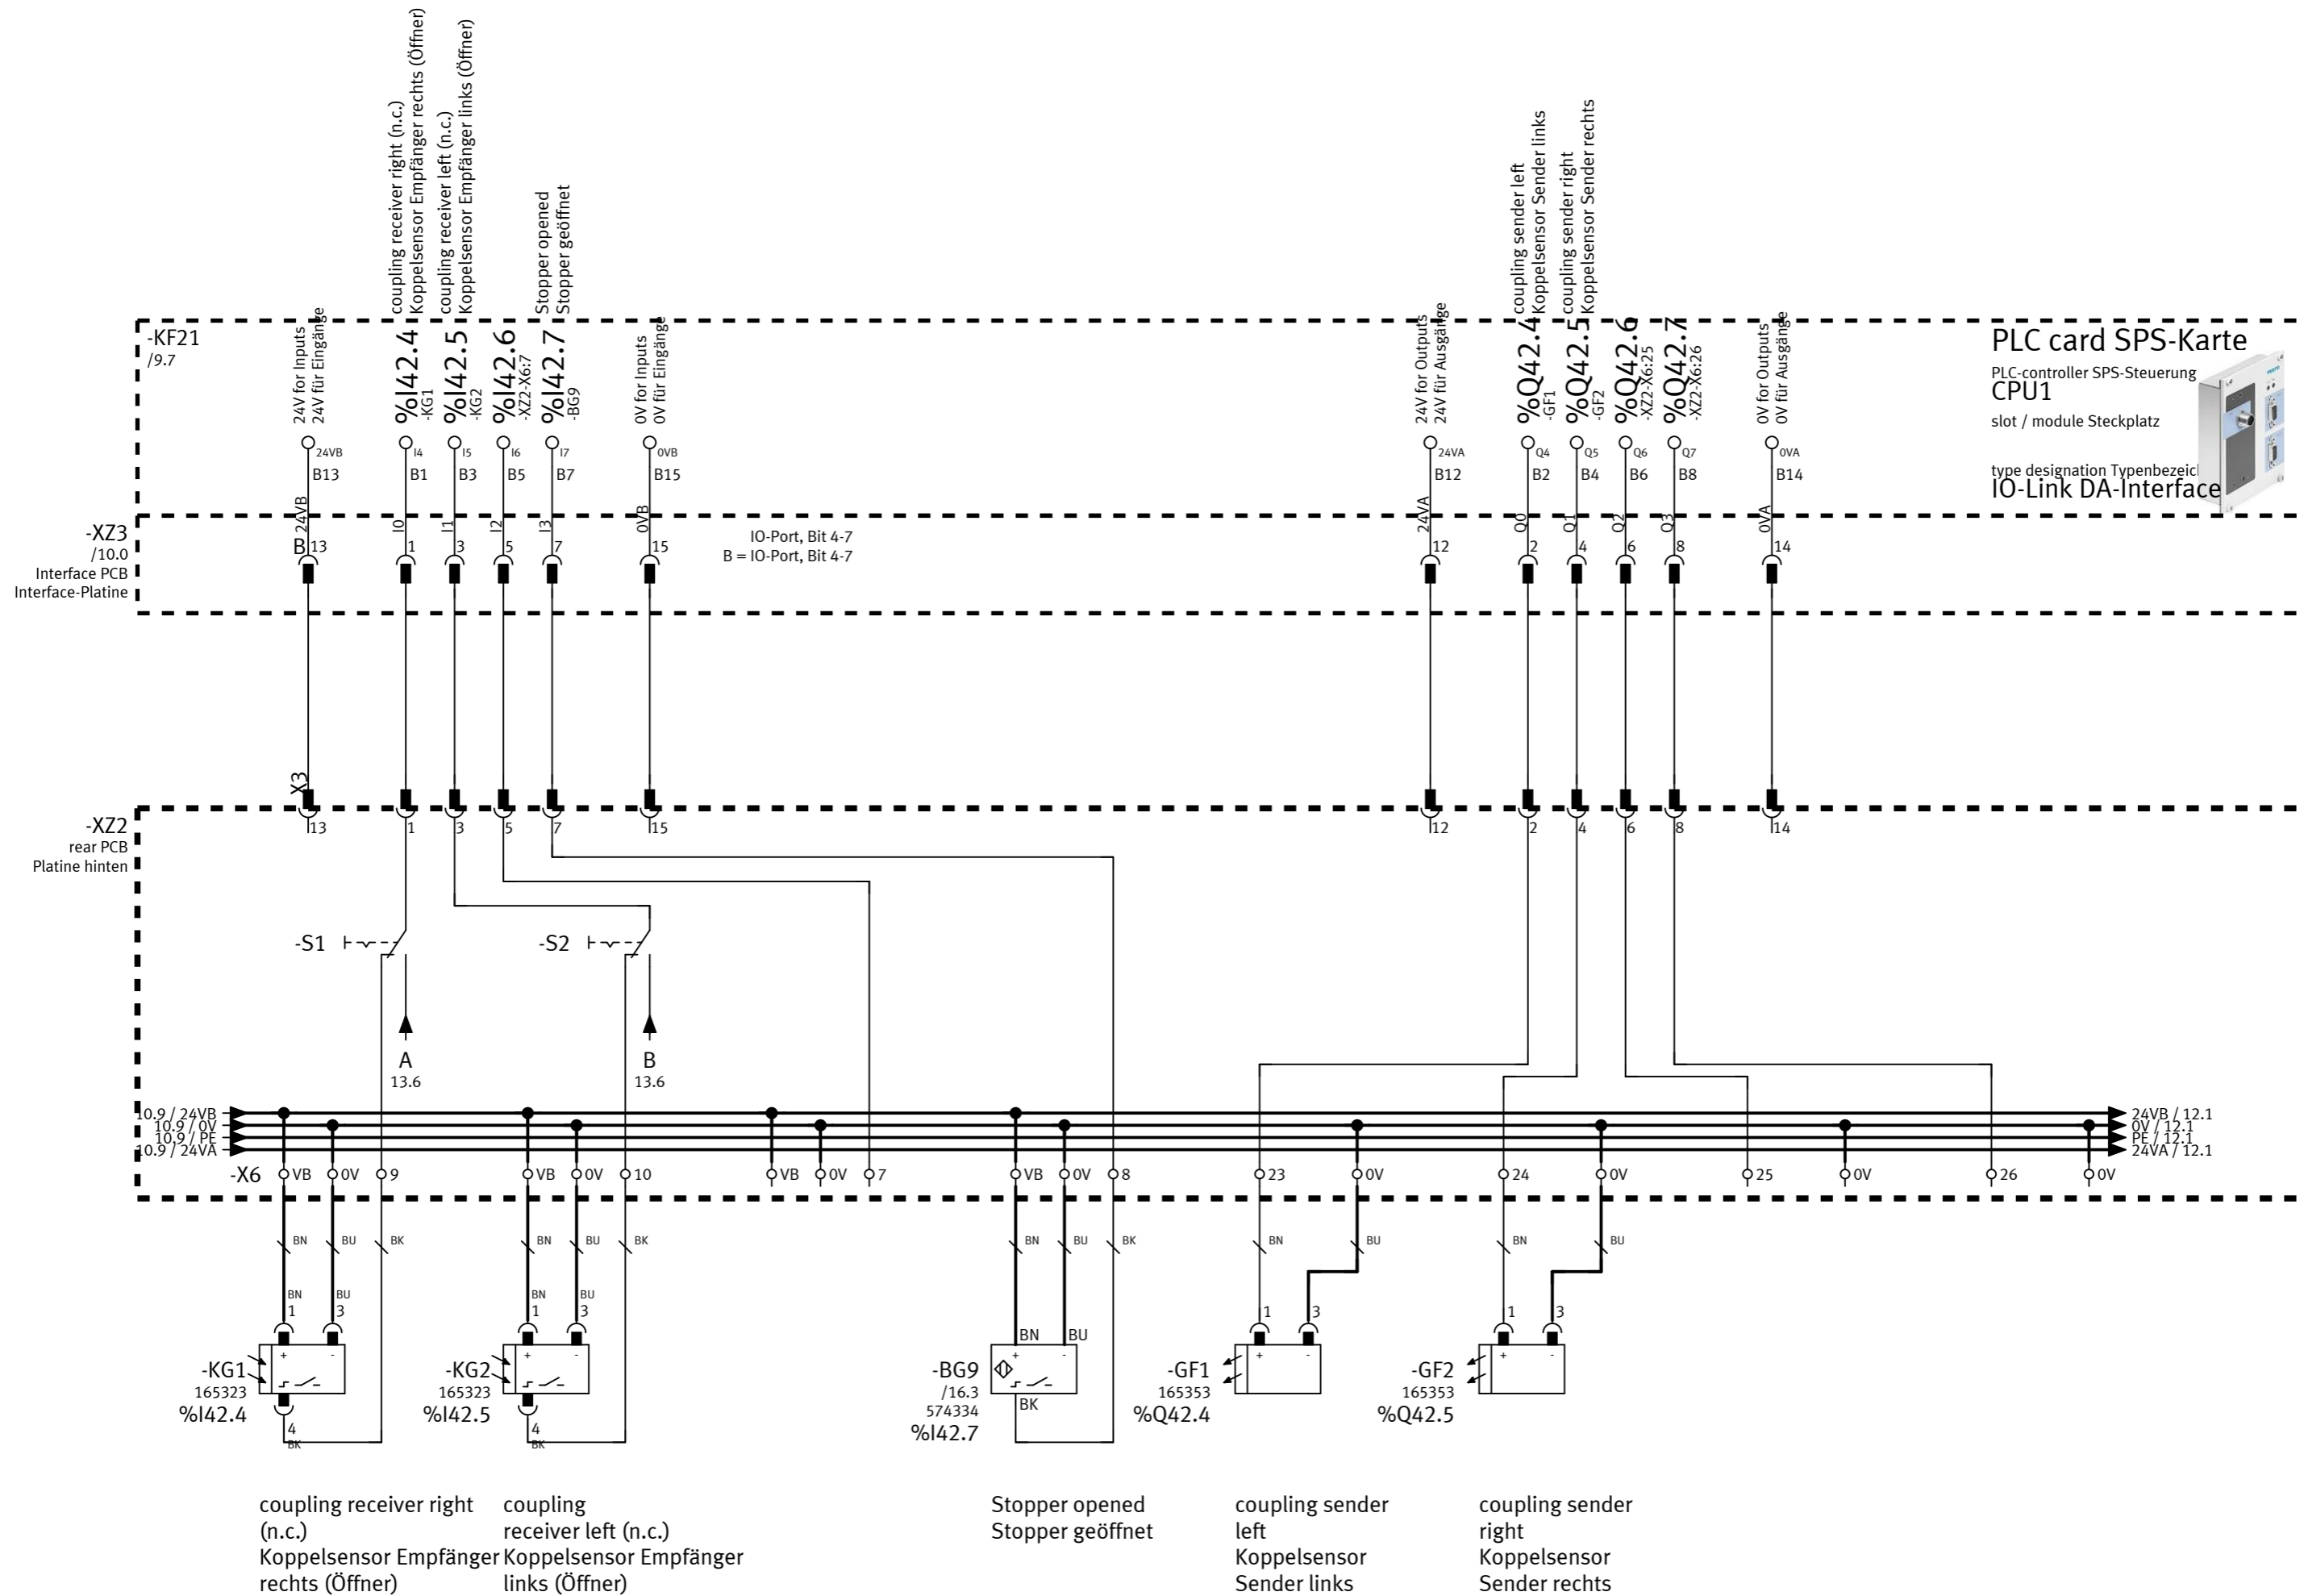 coupling receiver right (n.c.)
Koppelsensor Empfänger rechts (Öffner)
coupling receiver left (n.c.)
Koppelsensor Empfänger links (Öffner)
Stopper opened
Stopper geöffnet
coupling sender left
Koppelsensor Sender links
coupling sender right
Koppelsensor Sender rechts
-KF21
/9.7
24V for Inputs
24V für Eingänge
%I42.4
-KG1
%I42.5
-KG2
%I42.6
-XZ2-X6:7
%I42.7
-BG9
0V for Inputs
0V für Eingänge
24V for Outputs
24V für Ausgänge
%Q42.4
-GF1
%Q42.5
-GF2
%Q42.6
-XZ2-X6:25
%Q42.7
-XZ2-X6:26
0V for Outputs
0V für Ausgänge
PLC card SPS-Karte
PLC-controller SPS-Steuerung
CPU1
slot / module Steckplatz
type designation Typenbezeic
IO-Link DA-Interface
24VB I4 I5 I6 I7 0VB 24VA Q4 Q5 Q6 Q7 0VA
B13 B1 B3 B5 B7 B15 B12 B2 B4 B6 B8 B14
24VB I0 I1 I2 I3 0VB 24VA Q0 Q1 Q2 Q3 0VA
-XZ3
/10.0
Interface PCB
Interface-Platine
B 13 1 3 5 7 15 12 2 4 6 8 14
IO-Port, Bit 4-7
B = IO-Port, Bit 4-7
X3
-XZ2
rear PCB
Platine hinten
13 1 3 5 7 15 12 2 4 6 8 14
-S1 -S2
A B
13.6 13.6
10.9 / 24VB 24VB / 12.1
10.9 / 0V 0V / 12.1
10.9 / PE PE / 12.1
10.9 / 24VA 24VA / 12.1
-X6 VB 0V 9 VB 0V 10 VB 0V 7 VB 0V 8 23 0V 24 0V 25 0V 26 0V
BN BU BK BN BU BK BN BU BK BN BU BN BU
BN BU BN BU
1 3 1 3 1 3 1 3
BN BU
+ - + - + - + - + -
-KG1
165323
%I42.4
4
BK
-KG2
165323
%I42.5
4
BK
-BG9
/16.3
574334
%I42.7
BK
-GF1
165353
%Q42.4
-GF2
165353
%Q42.5
coupling receiver right
(n.c.)
Koppelsensor Empfänger
rechts (Öffner)
coupling
receiver left (n.c.)
Koppelsensor Empfänger
links (Öffner)
Stopper opened
Stopper geöffnet
coupling sender
left
Koppelsensor
Sender links
coupling sender
right
Koppelsensor
Sender rechts